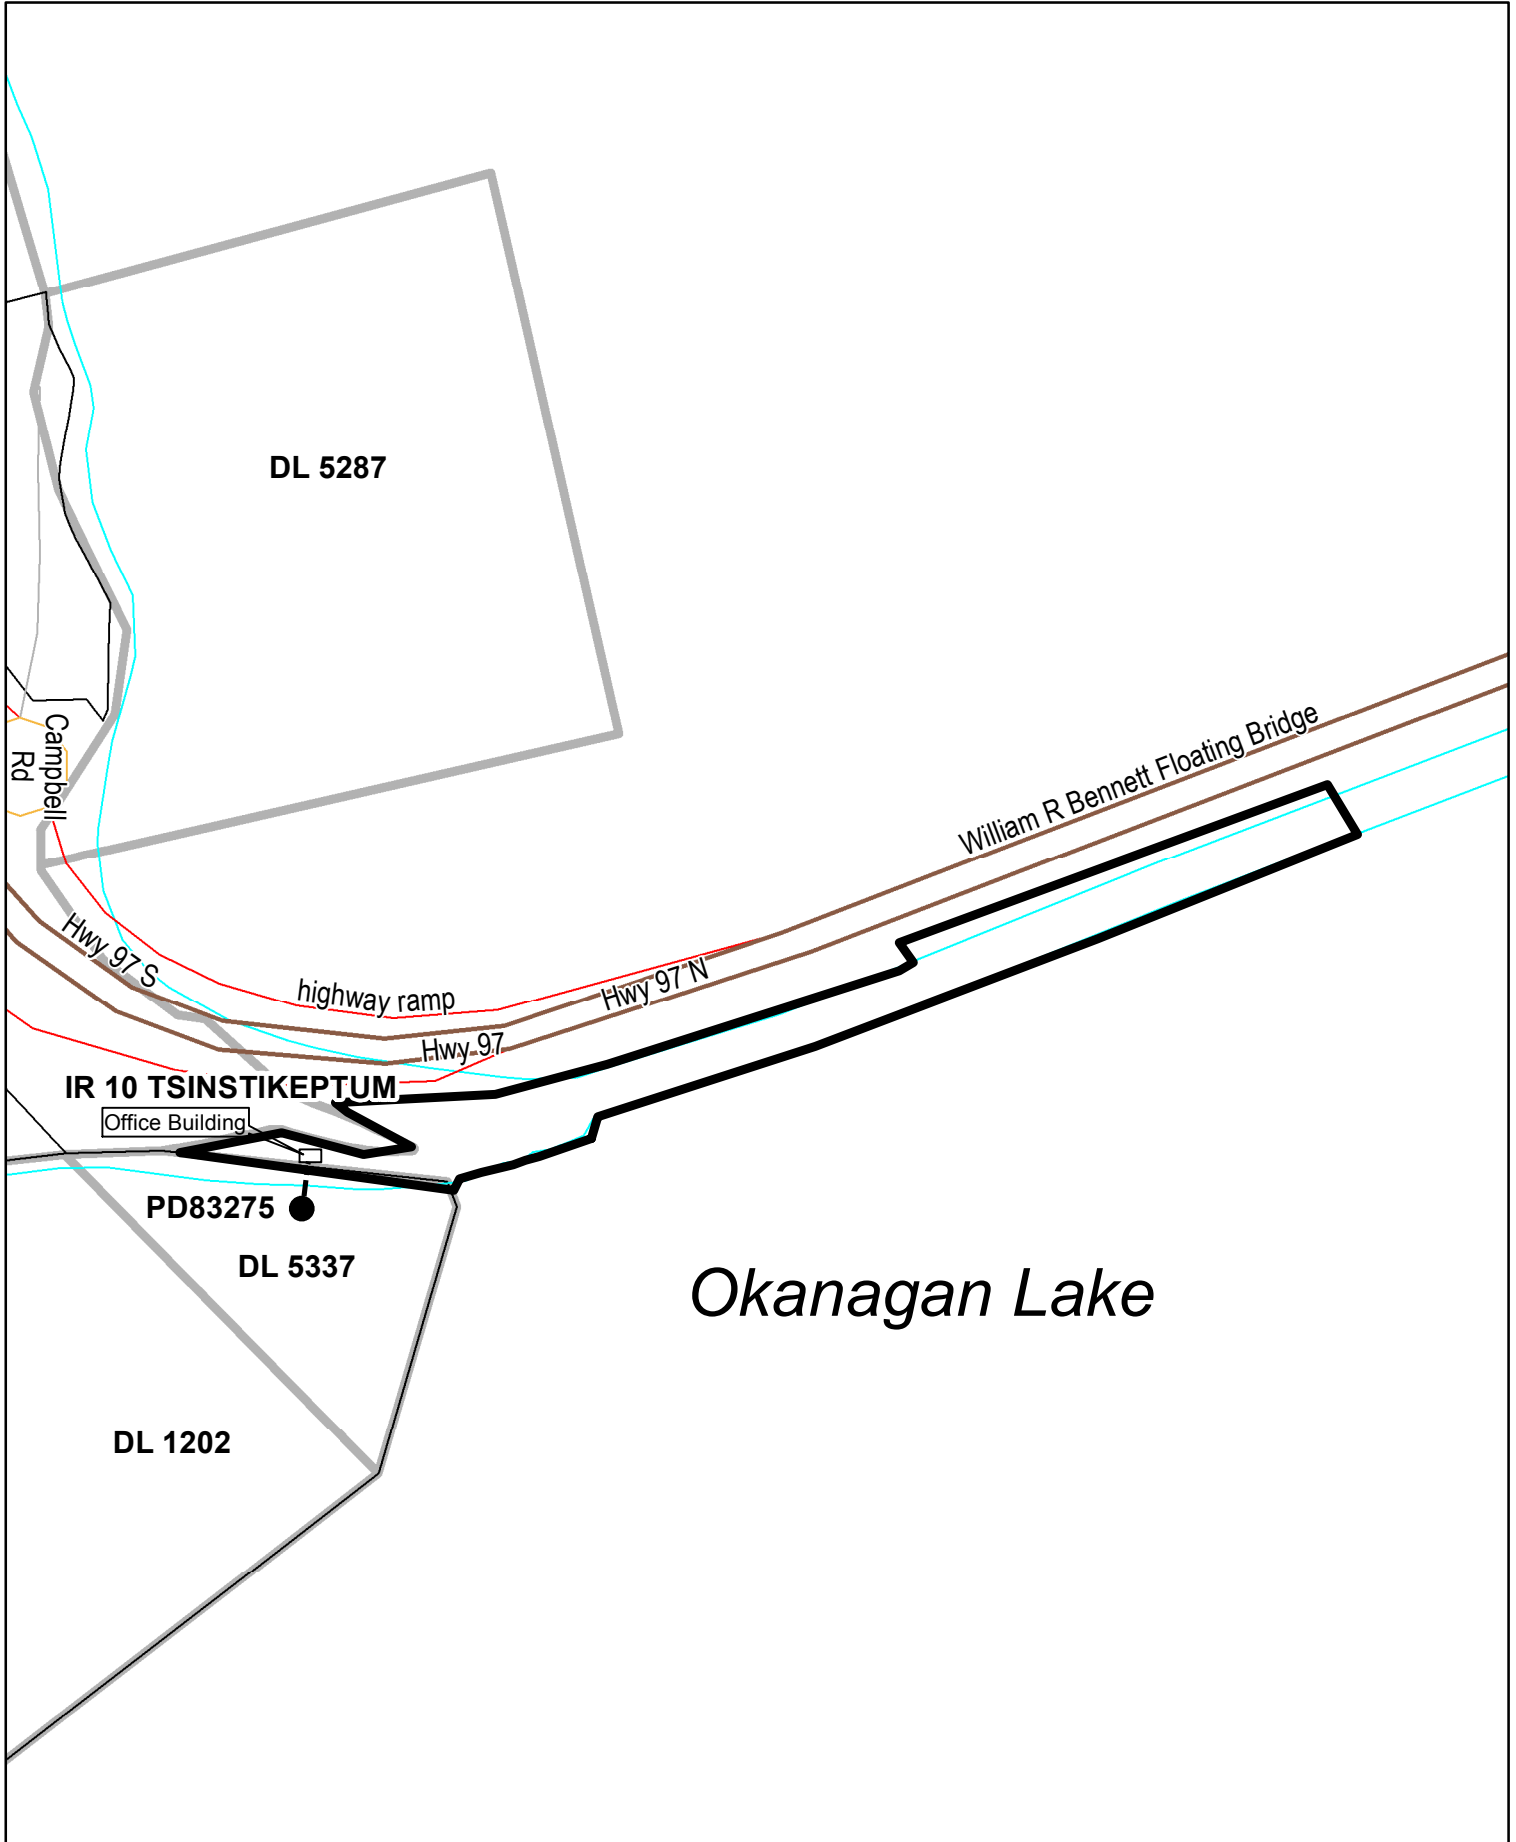 DL 5287
William R Bennett Floating Bridge
Campbell
Rd
Hwy 97 S
highway ramp
Hwy 97 N
Hwy 97
IR 10 TSINSTIKEPTUM
Office Building
PD83275
DL 5337
Okanagan Lake
DL 1202